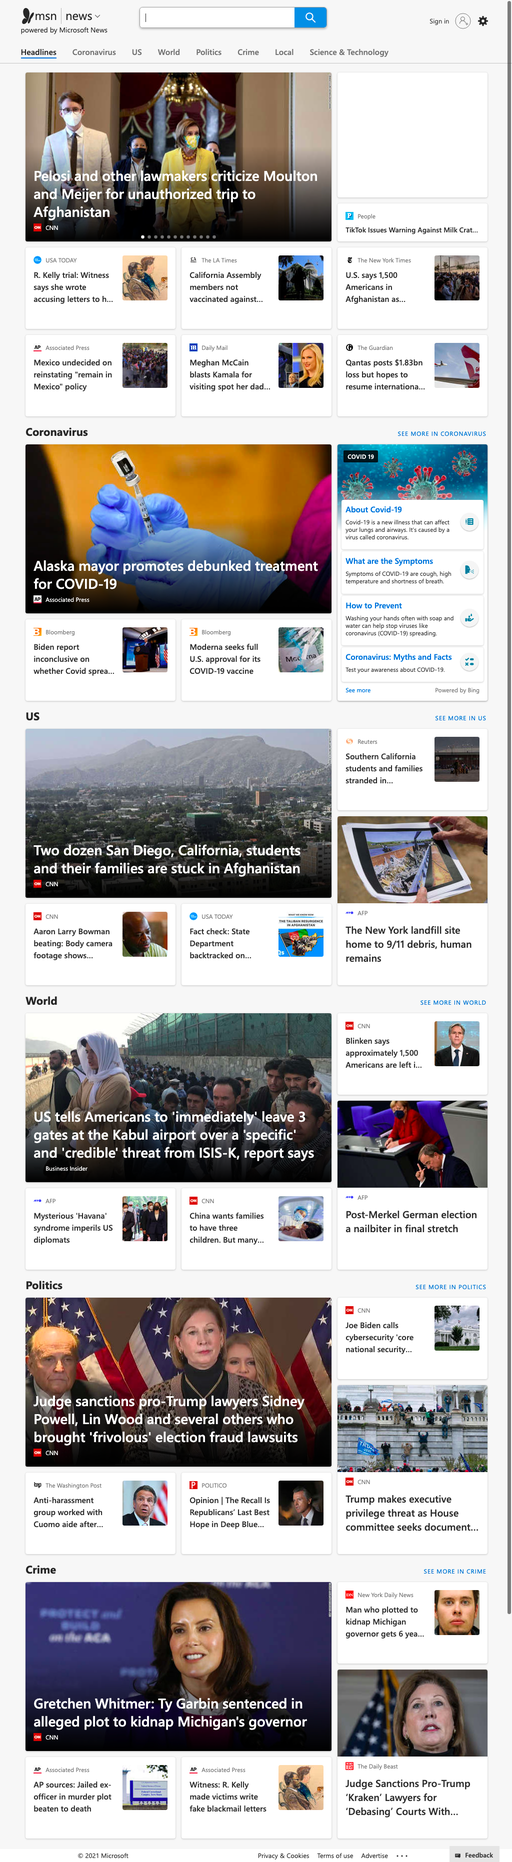 msn | news
powered by Microsoft News
Sign in
Headlines Coronavirus US World Politics Crime Local Science & Technology
Pelosi and other lawmakers criticize Moulton
and Meijer for unauthorized trip to
Afghanistan
CNN
People
TikTok Issues Warning Against Milk Crat...
USA TODAY
R. Kelly trial: Witness
says she wrote
accusing letters to h...
The LA Times
California Assembly
members not
vaccinated against...
The New York Times
U.S. says 1,500
Americans in
Afghanistan as...
Associated Press
Mexico undecided on
reinstating "remain in
Mexico" policy
Daily Mail
Meghan McCain
blasts Kamala for
visiting spot her dad...
The Guardian
Qantas posts $1.83bn
loss but hopes to
resume internationa...
Coronavirus
SEE MORE IN CORONAVIRUS
Alaska mayor promotes debunked treatment
for COVID-19
Associated Press
COVID 19
About Covid-19
Covid-19 is a new illness that can affect
your lungs and airways. It's caused by a
virus called coronavirus.
What are the Symptoms
Symptoms of COVID-19 are cough, high
temperature and shortness of breath.
How to Prevent
Washing your hands often with soap and
water can help stop viruses like
coronavirus (COVID-19) spreading.
Coronavirus: Myths and Facts
Test your awareness about COVID-19.
See more
Powered by Bing
Bloomberg
Biden report
inconclusive on
whether Covid sprea...
Bloomberg
Moderna seeks full
U.S. approval for its
COVID-19 vaccine
US
SEE MORE IN US
Two dozen San Diego, California, students
and their families are stuck in Afghanistan
CNN
Reuters
Southern California
students and families
stranded in...
AFP
The New York landfill site
home to 9/11 debris, human
remains
CNN
Aaron Larry Bowman
beating: Body camera
footage shows...
USA TODAY
Fact check: State
Department
backtracked on...
World
SEE MORE IN WORLD
US tells Americans to 'immediately' leave 3
gates at the Kabul airport over a 'specific'
and 'credible' threat from ISIS-K, report says
Business Insider
CNN
Blinken says
approximately 1,500
Americans are left i...
AFP
Post-Merkel German election
a nailbiter in final stretch
AFP
Mysterious 'Havana'
syndrome imperils US
diplomats
CNN
China wants families
to have three
children. But many...
Politics
SEE MORE IN POLITICS
Judge sanctions pro-Trump lawyers Sidney
Powell, Lin Wood and several others who
brought 'frivolous' election fraud lawsuits
CNN
CNN
Joe Biden calls
cybersecurity 'core
national security...
CNN
Trump makes executive
privilege threat as House
committee seeks document...
The Washington Post
Anti-harassment
group worked with
Cuomo aide after...
POLITICO
Opinion | The Recall Is
Republicans' Last Best
Hope in Deep Blue...
Crime
SEE MORE IN CRIME
PROTECT and
BUILD
on the ACA
Gretchen Whitmer: Ty Garbin sentenced in
alleged plot to kidnap Michigan's governor
CNN
New York Daily News
Man who plotted to
kidnap Michigan
governor gets 6 yea...
The Daily Beast
Judge Sanctions Pro-Trump
'Kraken' Lawyers for
'Debasing' Courts With...
Associated Press
AP sources: Jailed ex-
officer in murder plot
beaten to death
Associated Press
Witness: R. Kelly
made victims write
fake blackmail letters
© 2021 Microsoft
Privacy & Cookies Terms of use Advertise ...
Feedback